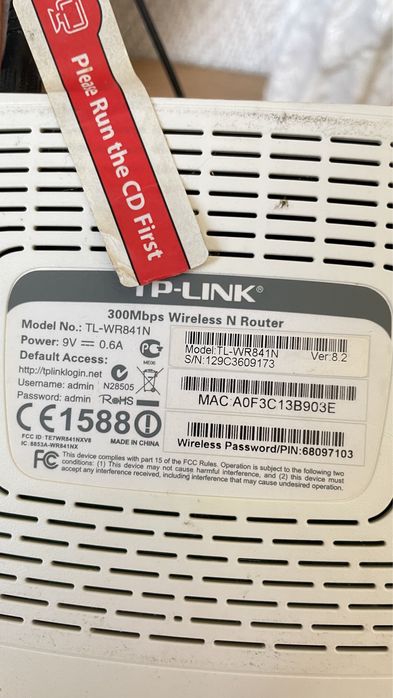 Please Run the CD First
TP-LINK®
300Mbps Wireless N Router
Model No.: TL-WR841N
Power: 9V ⎓ 0.6A
Default Access:
http://tplinklogin.net
Username: admin
Password: admin
N28505
RoHS
CE1588
MADE IN CHINA
FCC ID: TE7WR841NXV8
IC: 8853A-WR841NX
Model:TL-WR841N Ver 8.2
S/N:129C3609173
MAC A0F3C13B903E
Wireless Password/PIN:68097103
FC This device complies with part 15 of the FCC Rules. Operation is subject to the following two
conditions: (1) This device may not cause harmful interference, and (2) this device must
accept any interference received, including interference that may cause undesired operation.